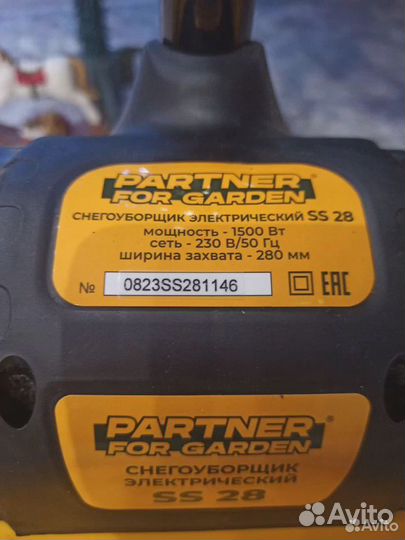 PARTNER
FOR GARDEN
СНЕГОУБОРЩИК ЭЛЕКТРИЧЕСКИЙ SS 28
мощность - 1500 Вт
сеть - 230 В/50 Гц
ширина захвата - 280 мм
№ 0823SS281146 EAC
PARTNER
FOR GARDEN
СНЕГОУБОРЩИК
ЭЛЕКТРИЧЕСКИЙ
SS 28
Avito
Avito